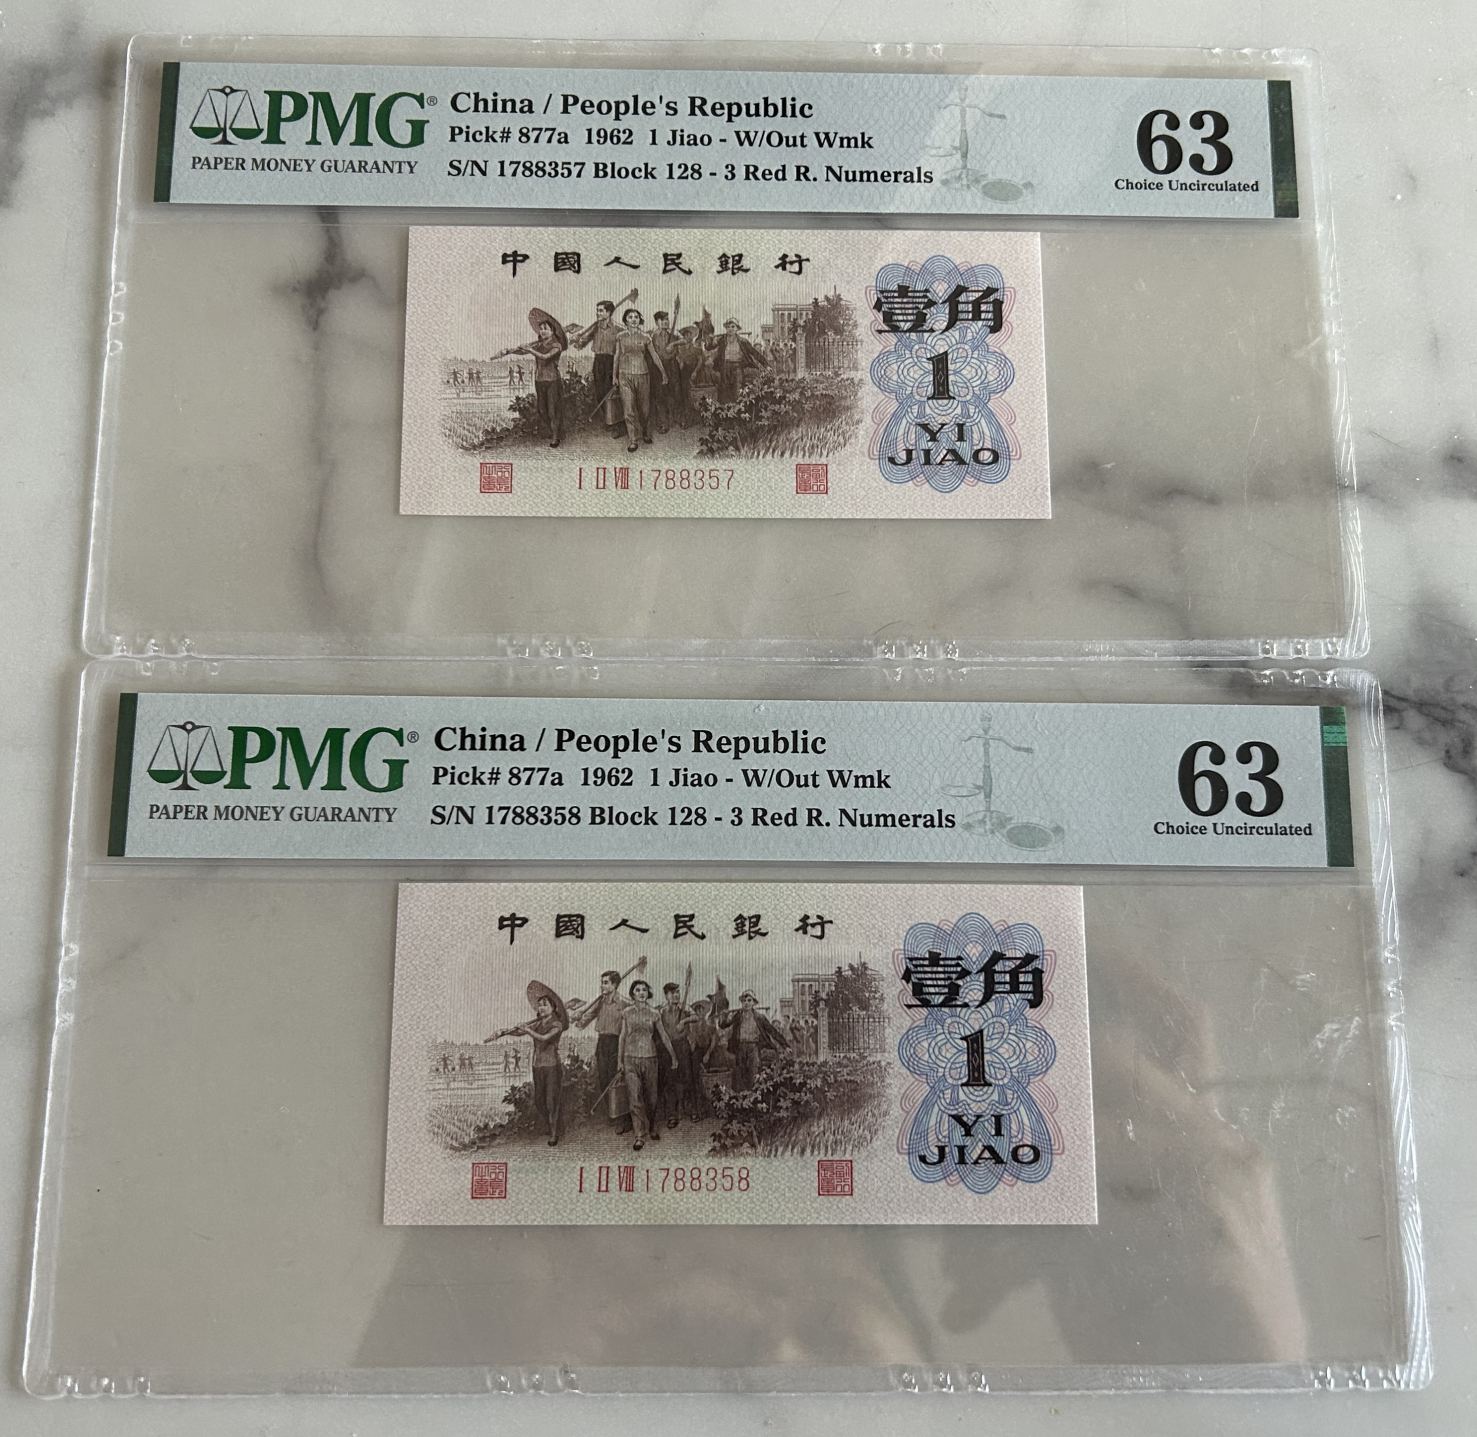 PMG® China / People's Republic
Pick# 877a 1962 1 Jiao - W/Out Wmk
PAPER MONEY GUARANTY S/N 1788357 Block 128 - 3 Red R. Numerals
63
Choice Uncirculated
中國人民銀行
壹角
1
YI
JIAO
I II VIII 1788357
PMG® China / People's Republic
Pick# 877a 1962 1 Jiao - W/Out Wmk
PAPER MONEY GUARANTY S/N 1788358 Block 128 - 3 Red R. Numerals
63
Choice Uncirculated
中國人民銀行
壹角
1
YI
JIAO
I II VIII 1788358